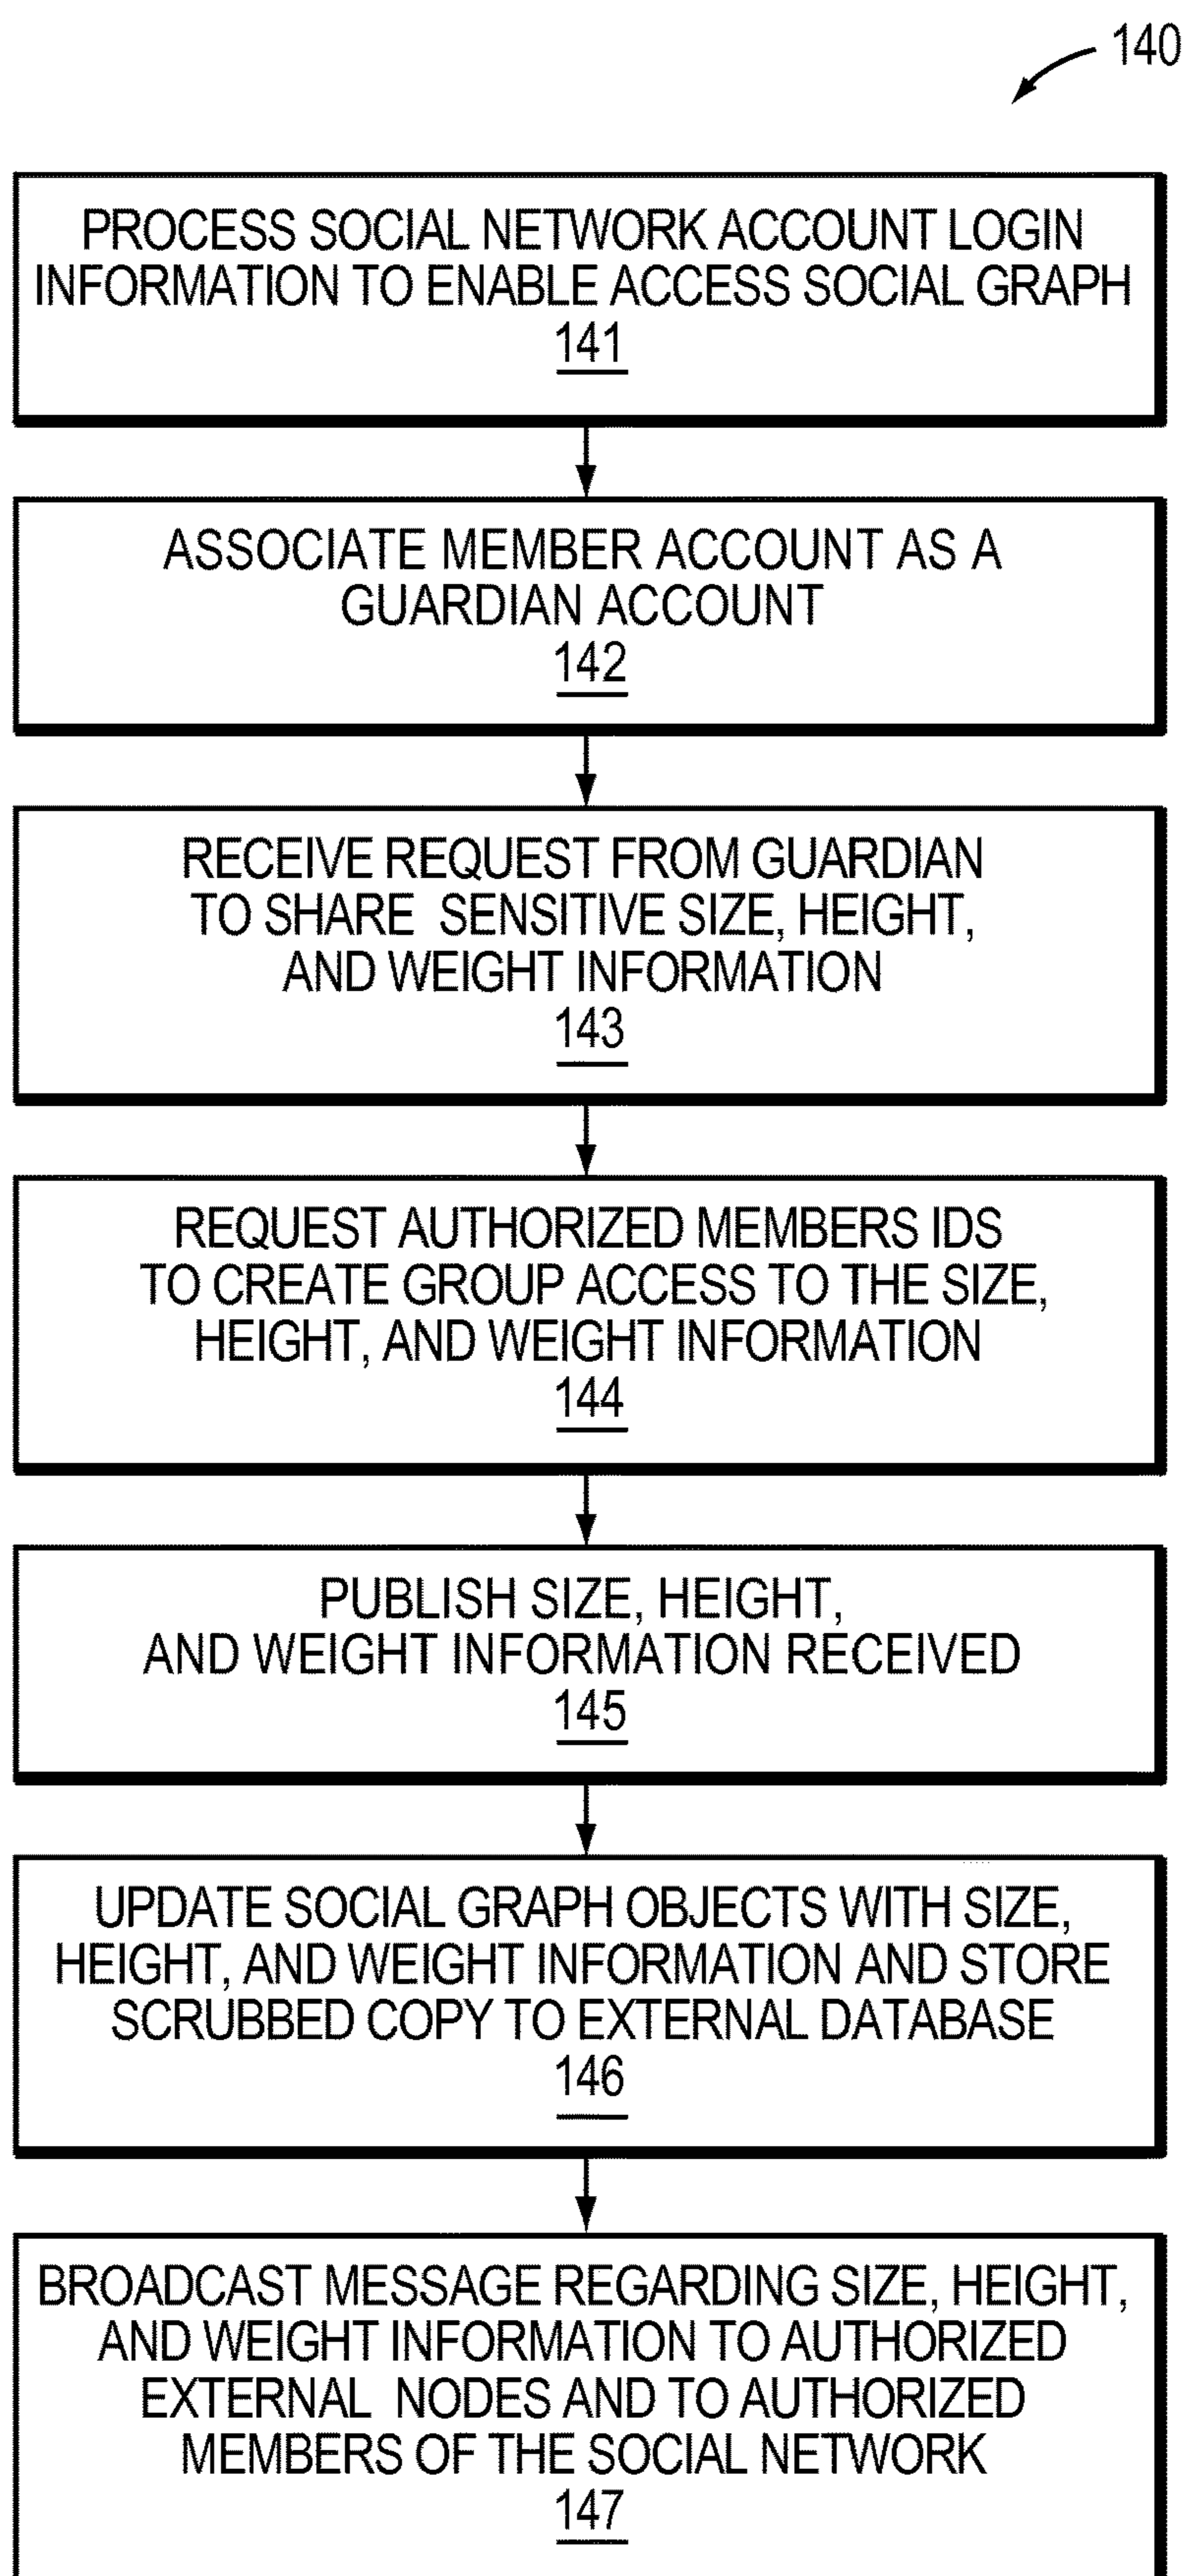 140
PROCESS SOCIAL NETWORK ACCOUNT LOGIN
INFORMATION TO ENABLE ACCESS SOCIAL GRAPH
141
ASSOCIATE MEMBER ACCOUNT AS A
GUARDIAN ACCOUNT
142
RECEIVE REQUEST FROM GUARDIAN
TO SHARE SENSITIVE SIZE, HEIGHT,
AND WEIGHT INFORMATION
143
REQUEST AUTHORIZED MEMBERS IDS
TO CREATE GROUP ACCESS TO THE SIZE,
HEIGHT, AND WEIGHT INFORMATION
144
PUBLISH SIZE, HEIGHT,
AND WEIGHT INFORMATION RECEIVED
145
UPDATE SOCIAL GRAPH OBJECTS WITH SIZE,
HEIGHT, AND WEIGHT INFORMATION AND STORE
SCRUBBED COPY TO EXTERNAL DATABASE
146
BROADCAST MESSAGE REGARDING SIZE, HEIGHT,
AND WEIGHT INFORMATION TO AUTHORIZED
EXTERNAL NODES AND TO AUTHORIZED
MEMBERS OF THE SOCIAL NETWORK
147